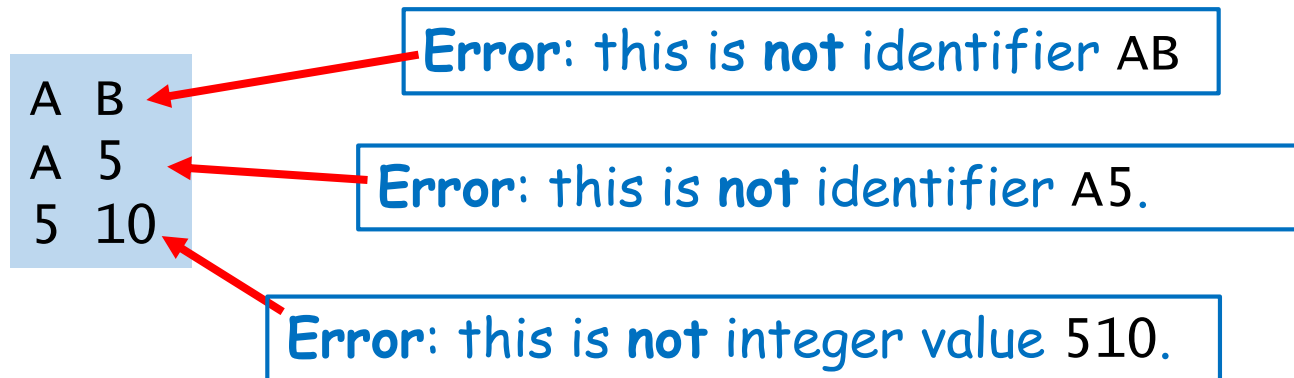 Error: this is not identifier AB
A B
A 5
Error: this is not identifier A5.
5 10
Error: this is not integer value 510.